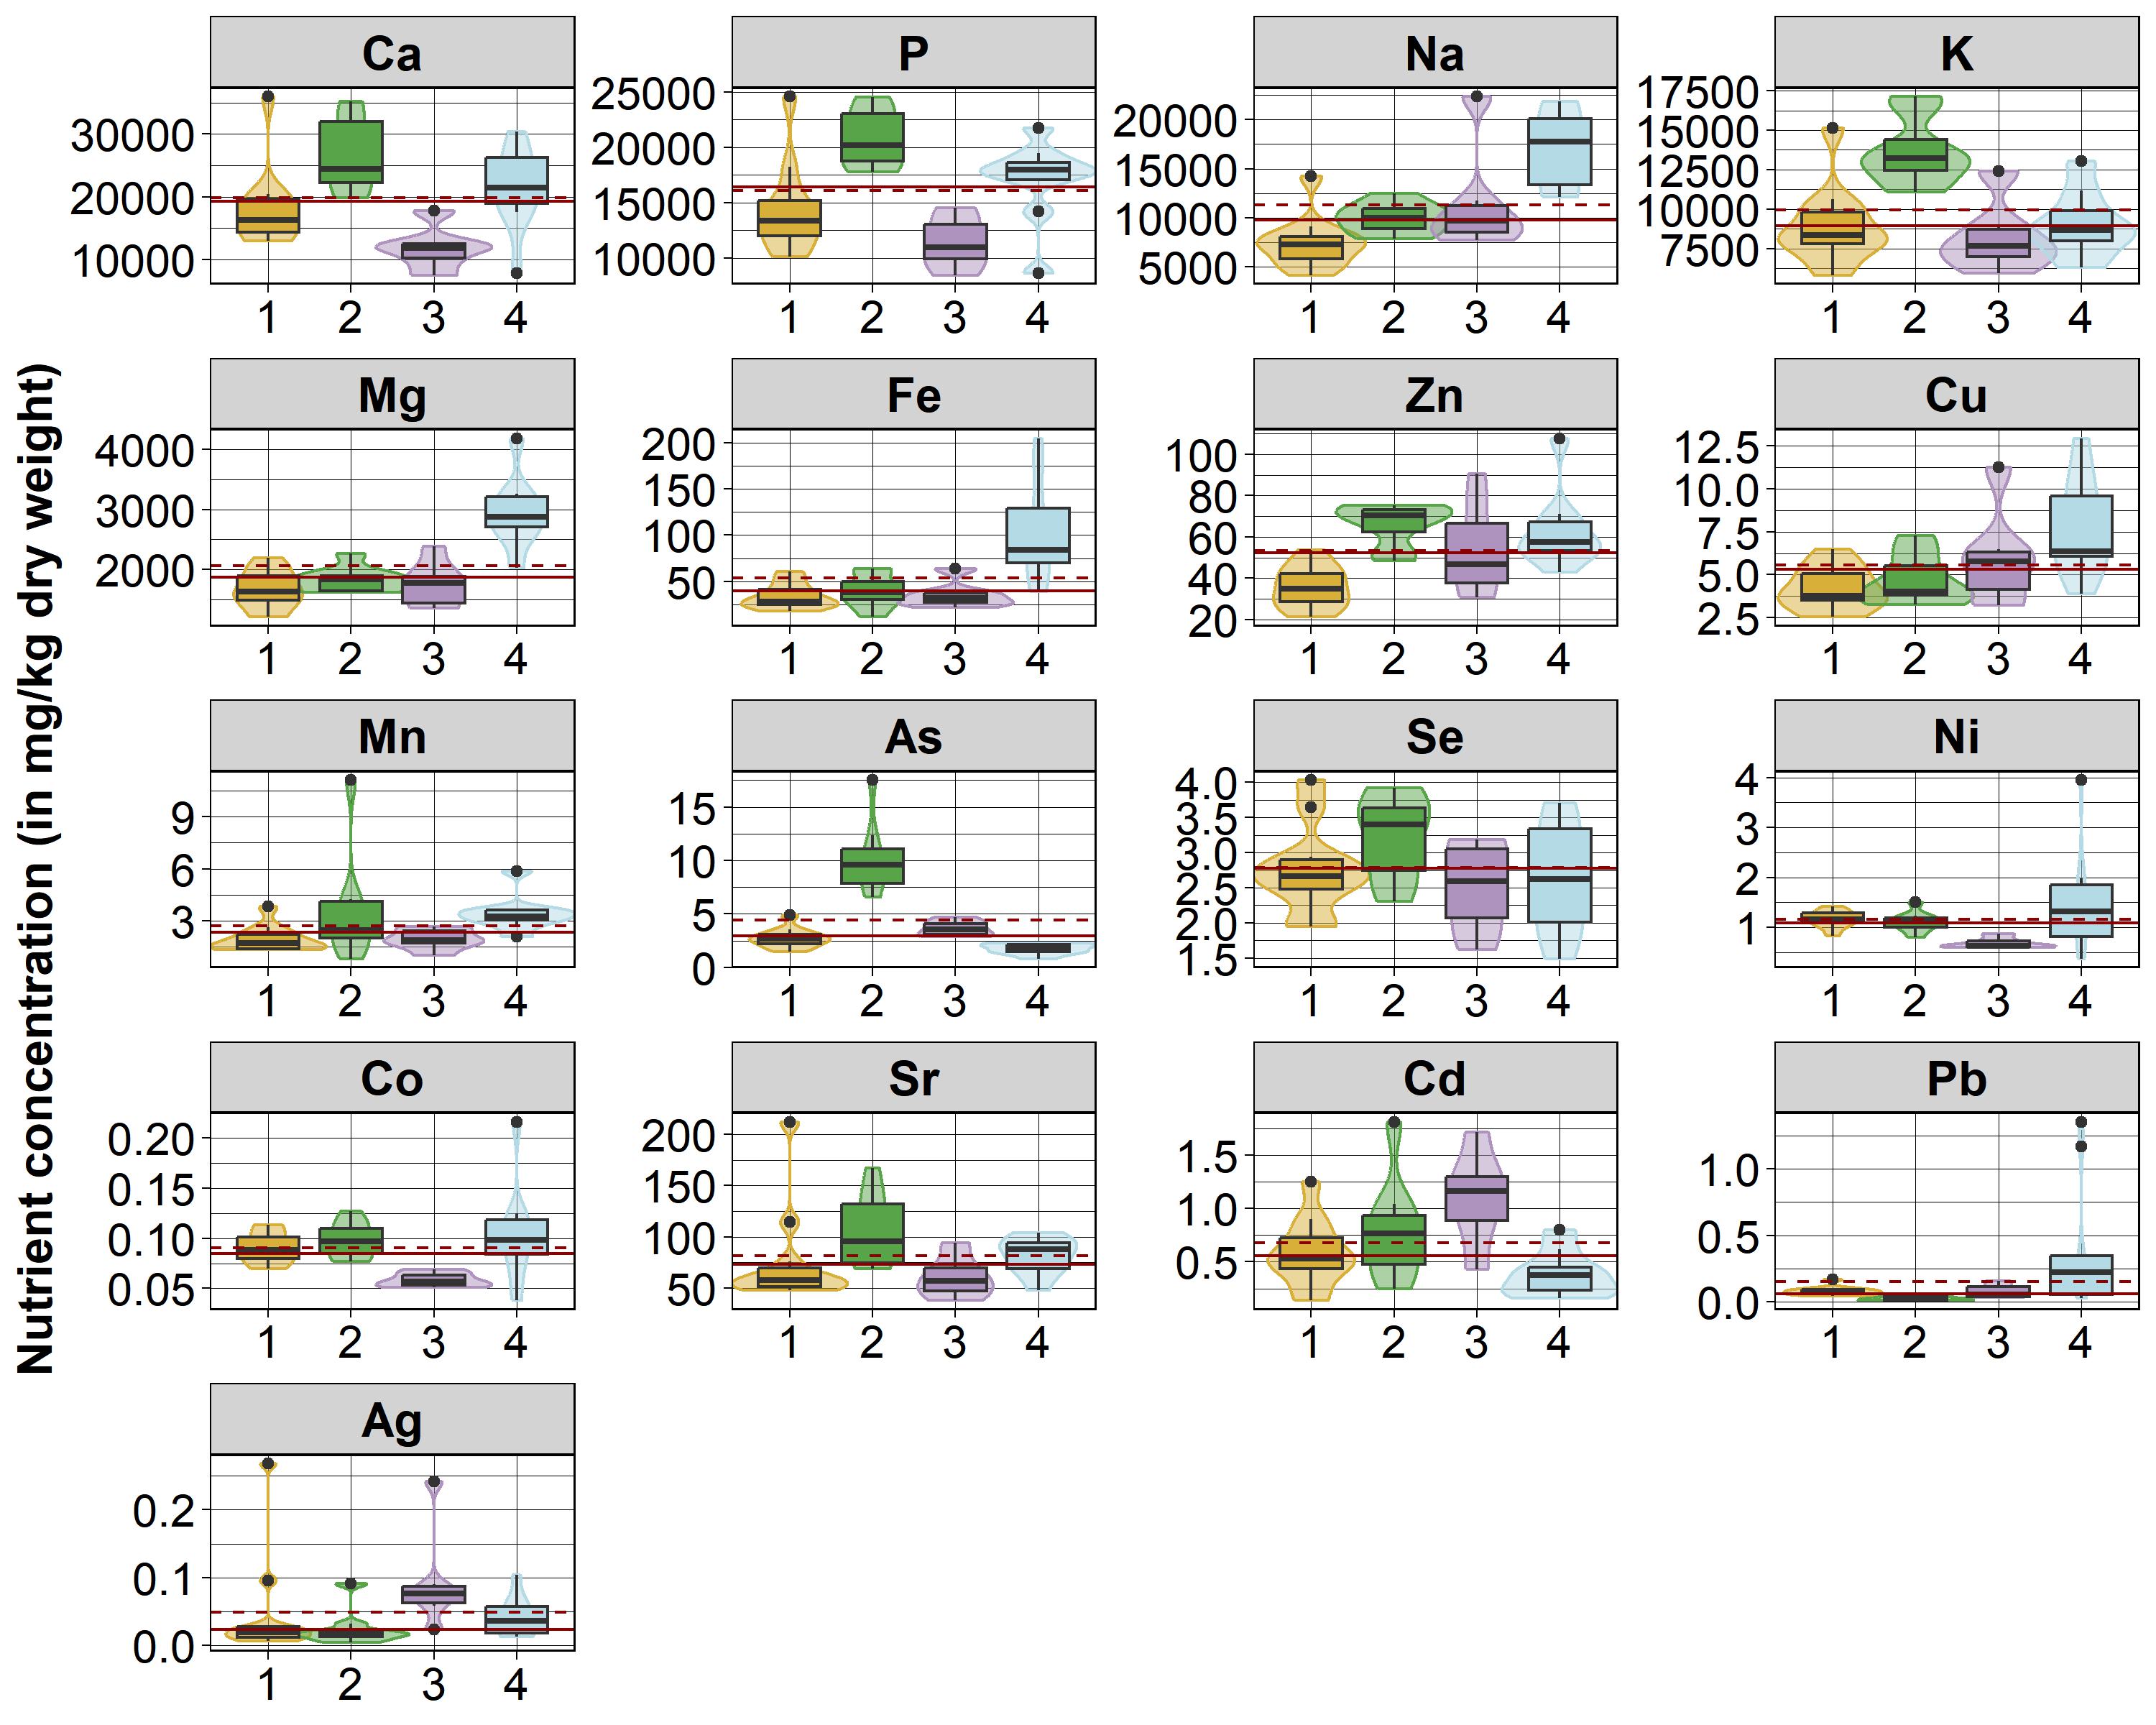 Nutrient concentration (in mg/kg dry weight)
Ca P Na K
30000 20000 10000
25000 20000 15000 10000
20000 15000 10000 5000
17500 15000 12500 10000 7500
1 2 3 4 1 2 3 4 1 2 3 4 1 2 3 4
Mg Fe Zn Cu
4000 3000 2000
200 150 100 50
100 80 60 40 20
12.5 10.0 7.5 5.0 2.5
1 2 3 4 1 2 3 4 1 2 3 4 1 2 3 4
Mn As Se Ni
9 6 3
15 10 5 0
4.0 3.5 3.0 2.5 2.0 1.5
4 3 2 1
1 2 3 4 1 2 3 4 1 2 3 4 1 2 3 4
Co Sr Cd Pb
0.20 0.15 0.10 0.05
200 150 100 50
1.5 1.0 0.5
1.0 0.5 0.0
1 2 3 4 1 2 3 4 1 2 3 4 1 2 3 4
Ag
0.2 0.1 0.0
1 2 3 4